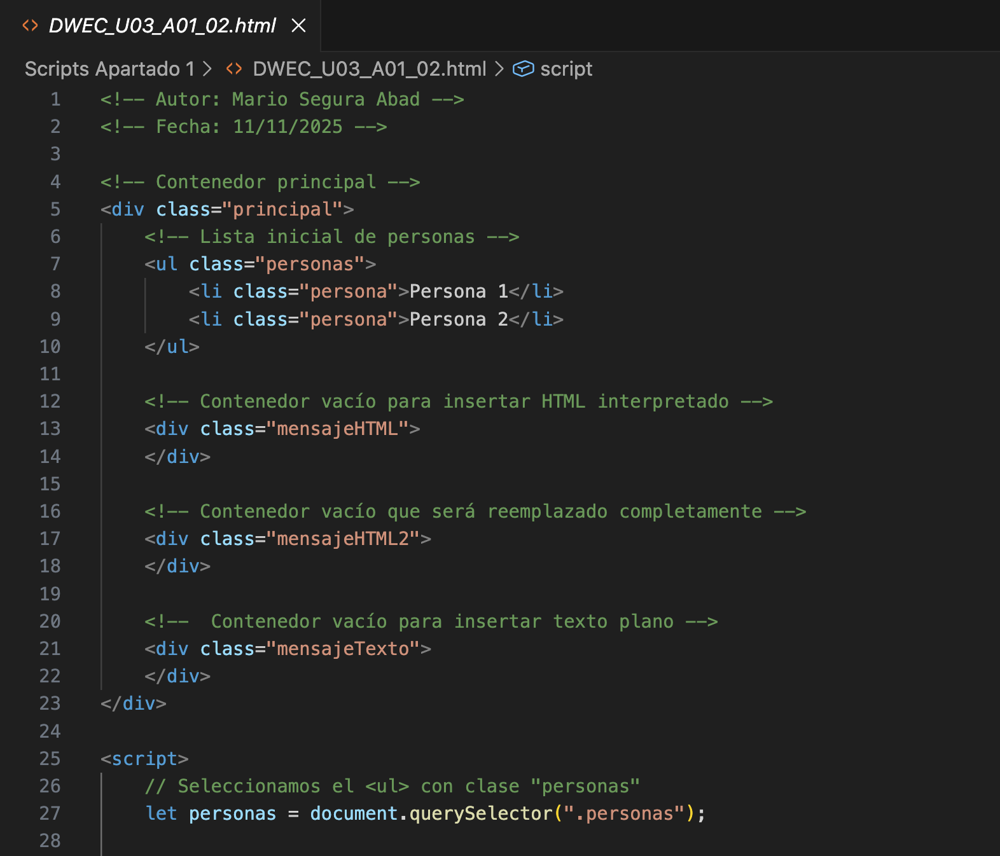 DWEC_U03_A01_02.html
Scripts Apartado 1 > DWEC_U03_A01_02.html > script
1 <!-- Autor: Mario Segura Abad -->
2 <!-- Fecha: 11/11/2025 -->
3
4 <!-- Contenedor principal -->
5 <div class="principal">
6     <!-- Lista inicial de personas -->
7     <ul class="personas">
8         <li class="persona">Persona 1</li>
9         <li class="persona">Persona 2</li>
10     </ul>
11
12     <!-- Contenedor vacío para insertar HTML interpretado -->
13     <div class="mensajeHTML">
14     </div>
15
16     <!-- Contenedor vacío que será reemplazado completamente -->
17     <div class="mensajeHTML2">
18     </div>
19
20     <!--  Contenedor vacío para insertar texto plano -->
21     <div class="mensajeTexto">
22     </div>
23 </div>
24
25 <script>
26     // Seleccionamos el <ul> con clase "personas"
27     let personas = document.querySelector(".personas");
28